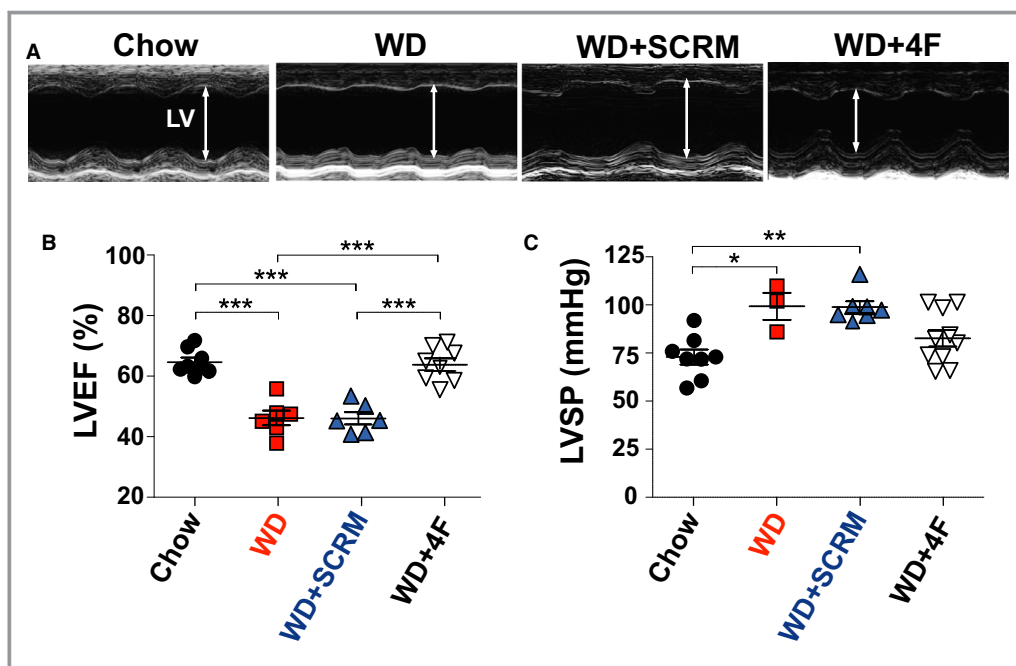 A
Chow
WD
WD+SCRM
WD+4F
LV
B
LVEF (%)
100
80
60
40
20
***
***
***
***
Chow
WD
WD+SCRM
WD+4F
C
LVSP (mmHg)
125
100
75
50
25
0
**
*
Chow
WD
WD+SCRM
WD+4F